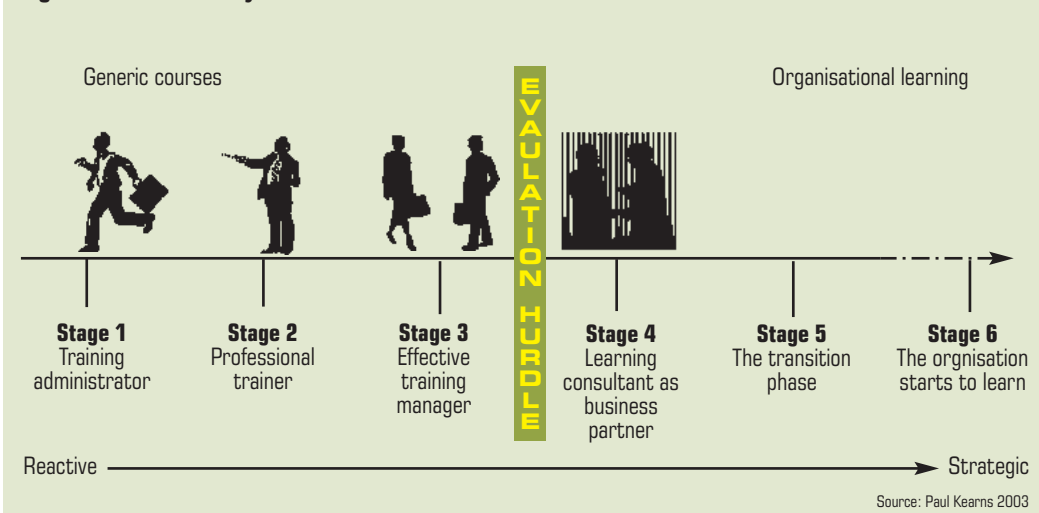 Generic courses
Organisational learning
EVAULATION HURDLE
Stage 1
Training
administrator
Stage 2
Professional
trainer
Stage 3
Effective
training
manager
Stage 4
Learning
consultant as
business
partner
Stage 5
The transition
phase
Stage 6
The orgnisation
starts to learn
Reactive
Strategic
Source: Paul Kearns 2003